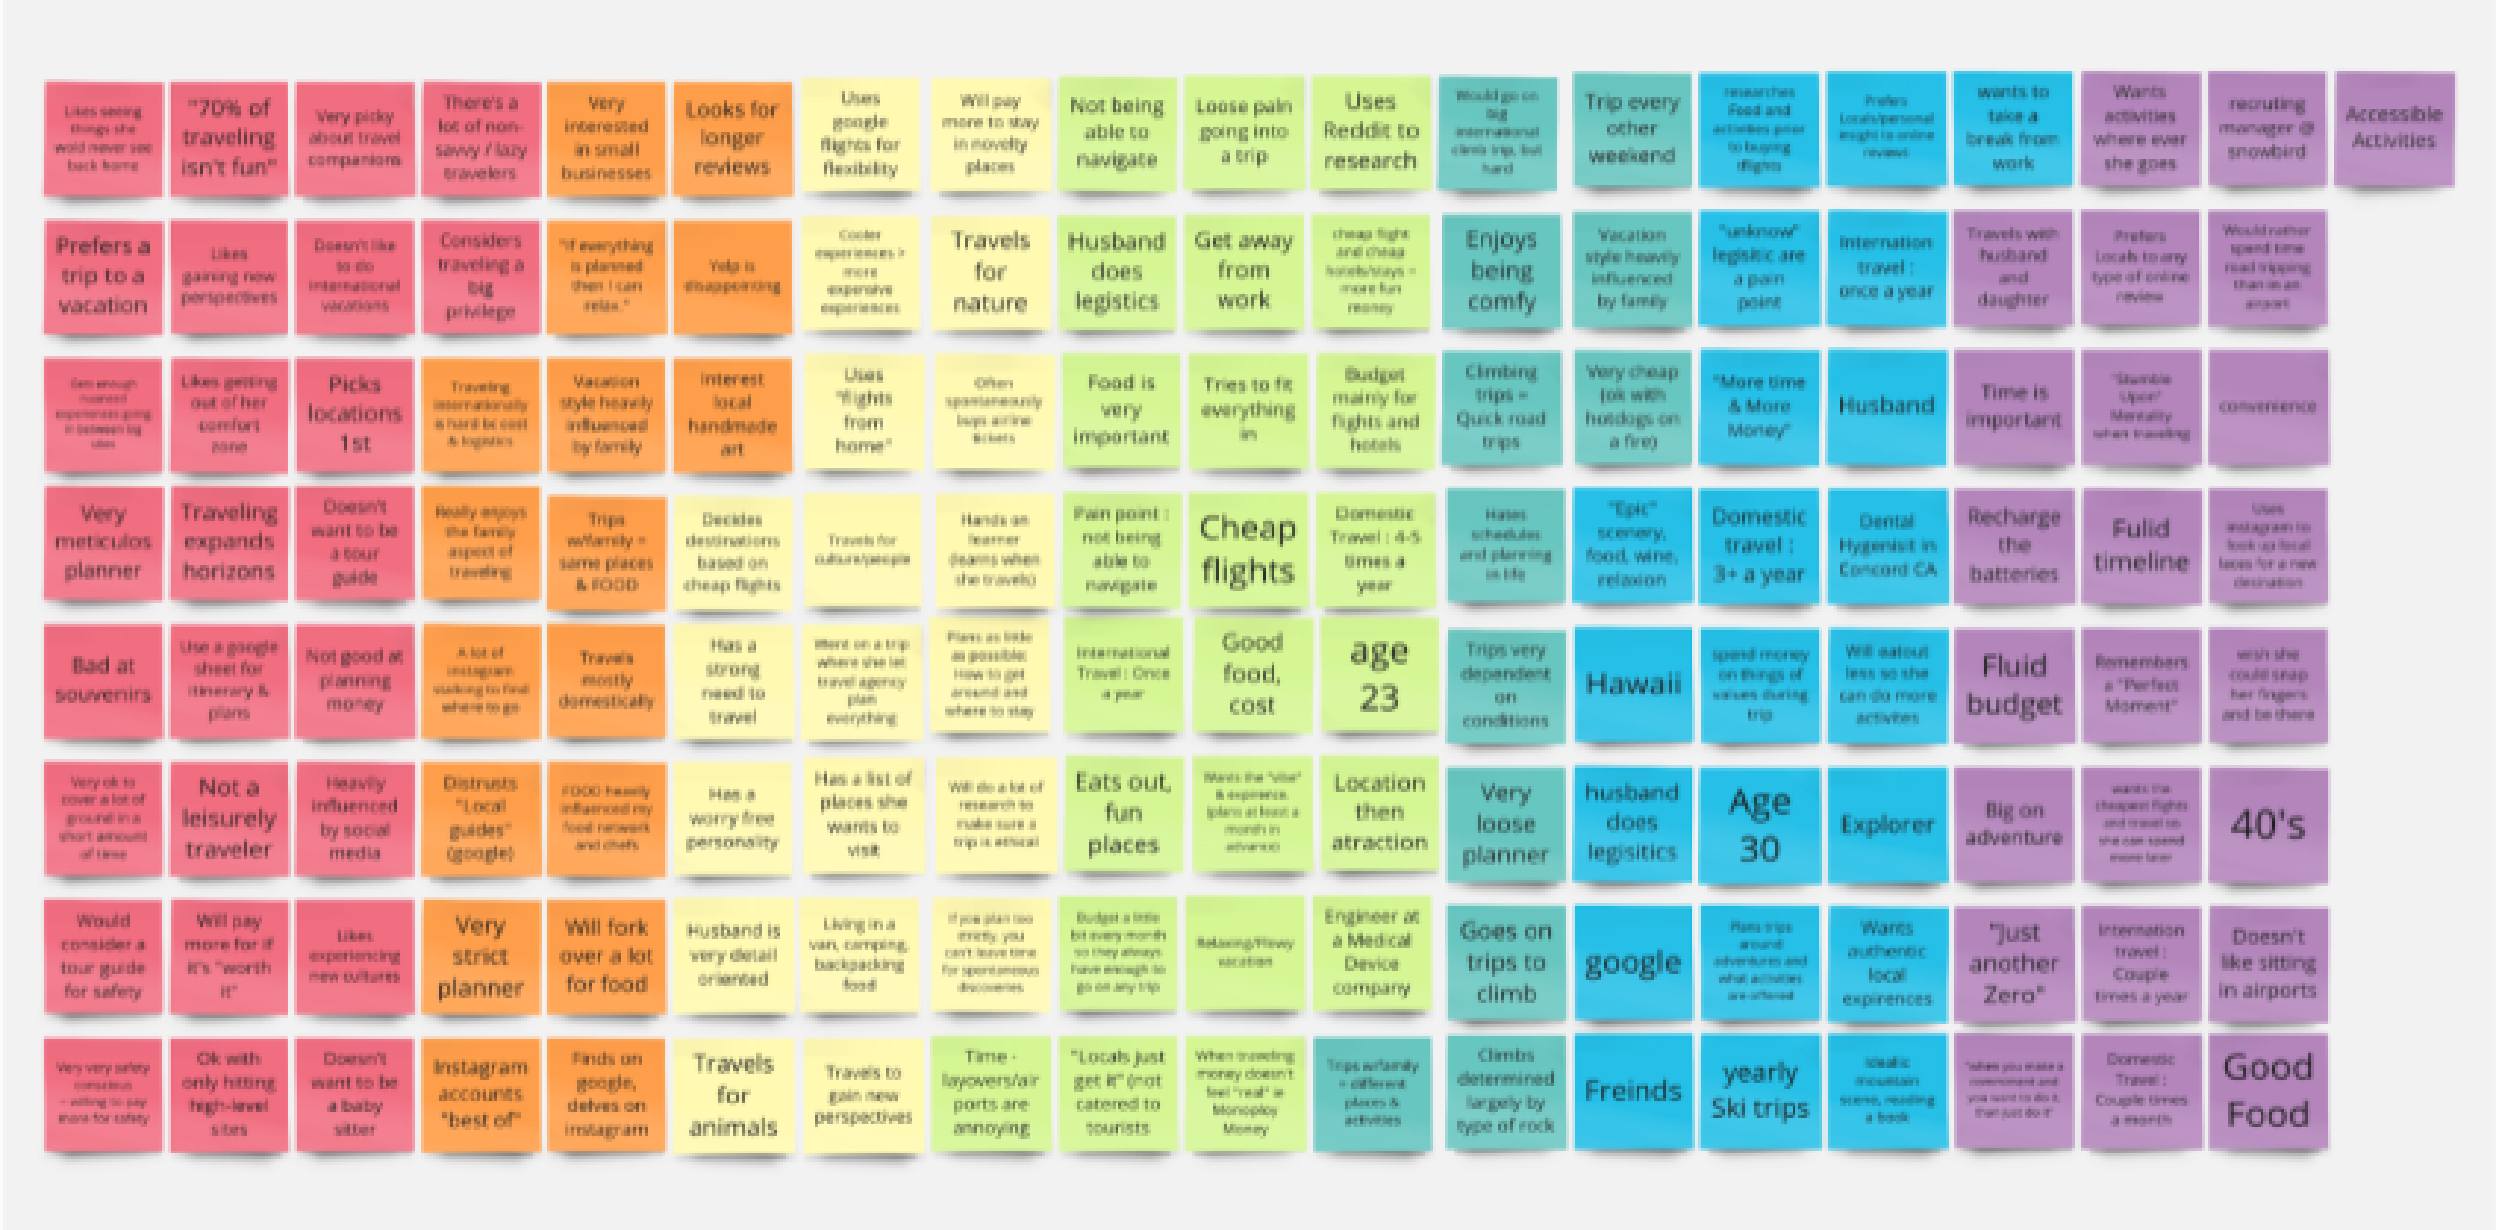 Likes seeing
things she
wold never see
back home
"70% of
traveling
isn't fun"
Very picky
about travel
companions
There's a
lot of non-
savvy / lazy
travelers
Very
interested
in small
businesses
Looks for
longer
reviews
Uses
google
flights for
flexibility
Will pay
more to stay
in novelty
places
Not being
able to
navigate
Loose pain
going into
a trip
Uses
Reddit to
research
Would go on
big
international
climb trip, but
hard
Trip every
other
weekend
researches
Food and
activities prior
to buying
flights
Prefers
Locals/personal
insight to online
reviews
wants to
take a
break from
work
Wants
activities
where ever
she goes
recruting
manager @
snowbird
Accessible
Activities
Prefers a
trip to a
vacation
Likes
gaining new
perspectives
Doesn't like
to do
international
vacations
Considers
traveling a
big
privilege
"If everything
is planned
then I can
relax."
Yelp is
disappointing
Cooler
experiences >
more
expensive
experiences
Travels
for
nature
Husband
does
legistics
Get away
from
work
cheap flight
and cheap
hotels/stays =
more fun
money
Enjoys
being
comfy
Vacation
style heavily
influenced
by family
"unknow"
legisitic are
a pain
point
Internation
travel :
once a year
Travels with
husband
and
daughter
Prefers
Locals to any
type of online
review
Would rather
spend time
road tripping
than in an
airport
experiences going
in between big
Likes getting
out of her
comfort
zone
Picks
locations
1st
Traveling
internationally
is hard bc cost
& logistics
Vacation
style heavily
influenced
by family
Interest
local
handmade
art
Uses
"flights
from
home"
Often
spontaneously
buys airline
tickets
Food is
very
important
Tries to fit
everything
in
Budget
mainly for
flights and
hotels
Climbing
trips =
Quick road
trips
Very cheap
(ok with
hotdogs on
a fire)
"More time
& More
Money"
Husband
Time is
important
"Stumble
Upon"
Mentality
when traveling
convenience
Very
meticulos
planner
Traveling
expands
horizons
Doesn't
want to be
a tour
guide
Really enjoys
the family
aspect of
traveling
Trips
w/family =
same places
& FOOD
Decides
destinations
based on
cheap flights
Travels for
culture/people
Hands on
learner
(learns when
she travels)
Pain point :
not being
able to
navigate
Cheap
flights
Domestic
Travel : 4-5
times a
year
Hates
schedules
and planning
in life
"Epic"
scenery,
food, wine,
relaxion
Domestic
travel :
3+ a year
Dental
Hygenisit in
Concord CA
Recharge
the
batteries
Fulid
timeline
Uses
instagram to
look up local
faces for a new
desination
Bad at
souvenirs
Use a google
sheet for
itinerary &
plans
Not good at
planning
money
A lot of
instagram
stalking to find
where to go
Travels
mostly
domestically
Has a
strong
need to
travel
Went on a trip
where she let
travel agency
plan
everything
Plans as little
as possible:
How to get
around and
where to stay
International
Travel : Once
a year
Good
food,
cost
age
23
Trips very
dependent
on
conditions
Hawaii
spend money
on things of
values during
trip
Will eatout
less so she
can do more
activites
Fluid
budget
Remembers
a "Perfect
Moment"
wish she
could snap
her fingers
and be there
Very ok to
cover a lot of
ground in a
short amount
of time
Not a
leisurely
traveler
Heavily
influenced
by social
media
Distrusts
"Local
guides"
(google)
FOOD heavily
influenced my
food network
and chefs
Has a
worry free
personality
Has a list of
places she
wants to
visit
Will do a lot of
research to
make sure a
trip is ethical
Eats out,
fun
places
Wants the "vibe"
& expirence.
(plans at least a
month in
advance)
Location
then
atraction
Very
loose
planner
husband
does
legisitics
Age
30
Explorer
Big on
adventure
wants the
cheapest flights
and travel so
she can spend
more later
40's
Would
consider a
tour guide
for safety
Will pay
more for if
it's "worth
it"
Likes
experiencing
new cultures
Very
strict
planner
Will fork
over a lot
for food
Husband is
very detail
oriented
Living in a
van, camping,
backpacking
food
If you plan too
strictly, you
can't leave time
for spontaneous
discoveries
Budget a little
bit every month
so they always
have enough to
go on any trip
Relaxing/Flowy
vacation
Engineer at
a Medical
Device
company
Goes on
trips to
climb
google
Plans trips
around
adventures and
what activities
are offered
Wants
authentic
local
expirences
"Just
another
Zero"
Internation
travel :
Couple
times a year
Doesn't
like sitting
in airports
Very very safety
conscious
- willing to pay
more for safety
Ok with
only hitting
high-level
sites
Doesn't
want to be
a baby
sitter
Instagram
accounts
"best of"
Finds on
google,
delves on
instagram
Travels
for
animals
Travels to
gain new
perspectives
Time -
layovers/air
ports are
annoying
"Locals just
get it" (not
catered to
tourists
When traveling
money doesn't
feel "real" ie
Monoploy
Money
Trips w/family
= different
places &
activities
Climbs
determined
largely by
type of rock
Freinds
yearly
Ski trips
idealic
mountain
scene, reading
a book
"when you make a
commitment and
you want to do it,
than just do it"
Domestic
Travel :
Couple times
a month
Good
Food